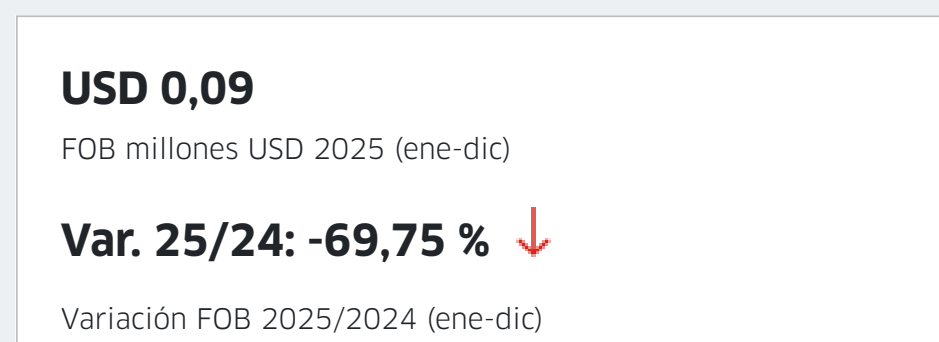 USD 0,09
FOB millones USD 2025 (ene-dic)
Var. 25/24: -69,75 %
Variación FOB 2025/2024 (ene-dic)